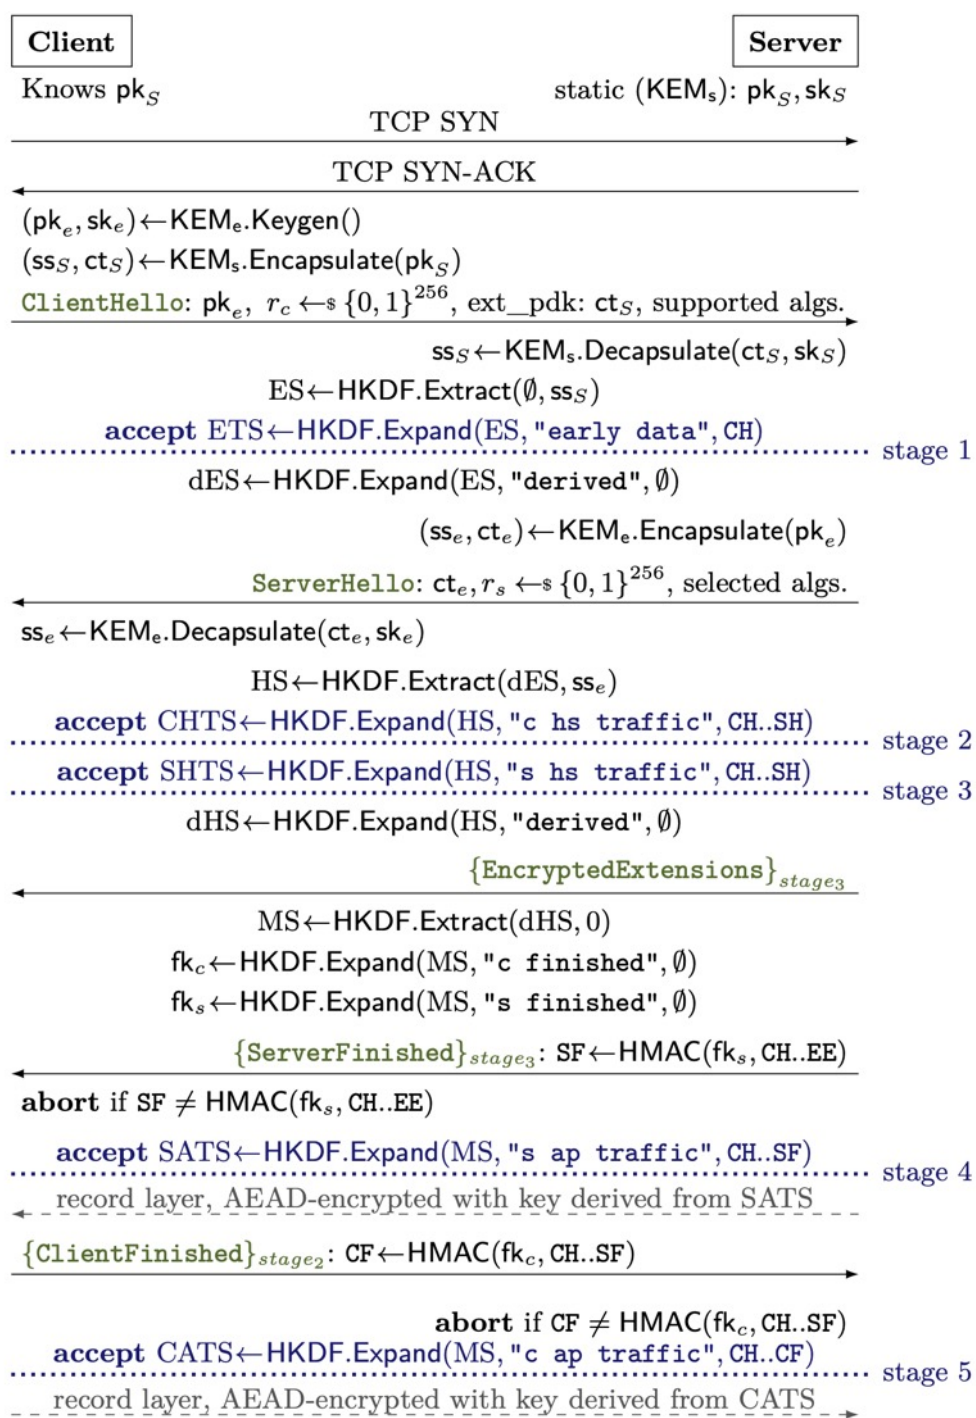 Client Server
Knows pk_S static (KEM_s): pk_S, sk_S
TCP SYN
TCP SYN-ACK
(pk_e, sk_e)←KEM_e.Keygen()
(ss_S, ct_S)←KEM_s.Encapsulate(pk_S)
ClientHello: pk_e, r_c ←$ {0, 1}^256, ext_pdk: ct_S, supported algs.
ss_S←KEM_s.Decapsulate(ct_S, sk_S)
ES←HKDF.Extract(∅, ss_S)
accept ETS←HKDF.Expand(ES, "early data", CH)
stage 1
dES←HKDF.Expand(ES, "derived", ∅)
(ss_e, ct_e)←KEM_e.Encapsulate(pk_e)
ServerHello: ct_e, r_s ←$ {0, 1}^256, selected algs.
ss_e←KEM_e.Decapsulate(ct_e, sk_e)
HS←HKDF.Extract(dES, ss_e)
accept CHTS←HKDF.Expand(HS, "c hs traffic", CH..SH)
stage 2
accept SHTS←HKDF.Expand(HS, "s hs traffic", CH..SH)
stage 3
dHS←HKDF.Expand(HS, "derived", ∅)
{EncryptedExtensions}_stage_3
MS←HKDF.Extract(dHS, 0)
fk_c←HKDF.Expand(MS, "c finished", ∅)
fk_s←HKDF.Expand(MS, "s finished", ∅)
{ServerFinished}_stage_3: SF←HMAC(fk_s, CH..EE)
abort if SF ≠ HMAC(fk_s, CH..EE)
accept SATS←HKDF.Expand(MS, "s ap traffic", CH..SF)
stage 4
record layer, AEAD-encrypted with key derived from SATS
{ClientFinished}_stage_2: CF←HMAC(fk_c, CH..SF)
abort if CF ≠ HMAC(fk_c, CH..SF)
accept CATS←HKDF.Expand(MS, "c ap traffic", CH..CF)
stage 5
record layer, AEAD-encrypted with key derived from CATS